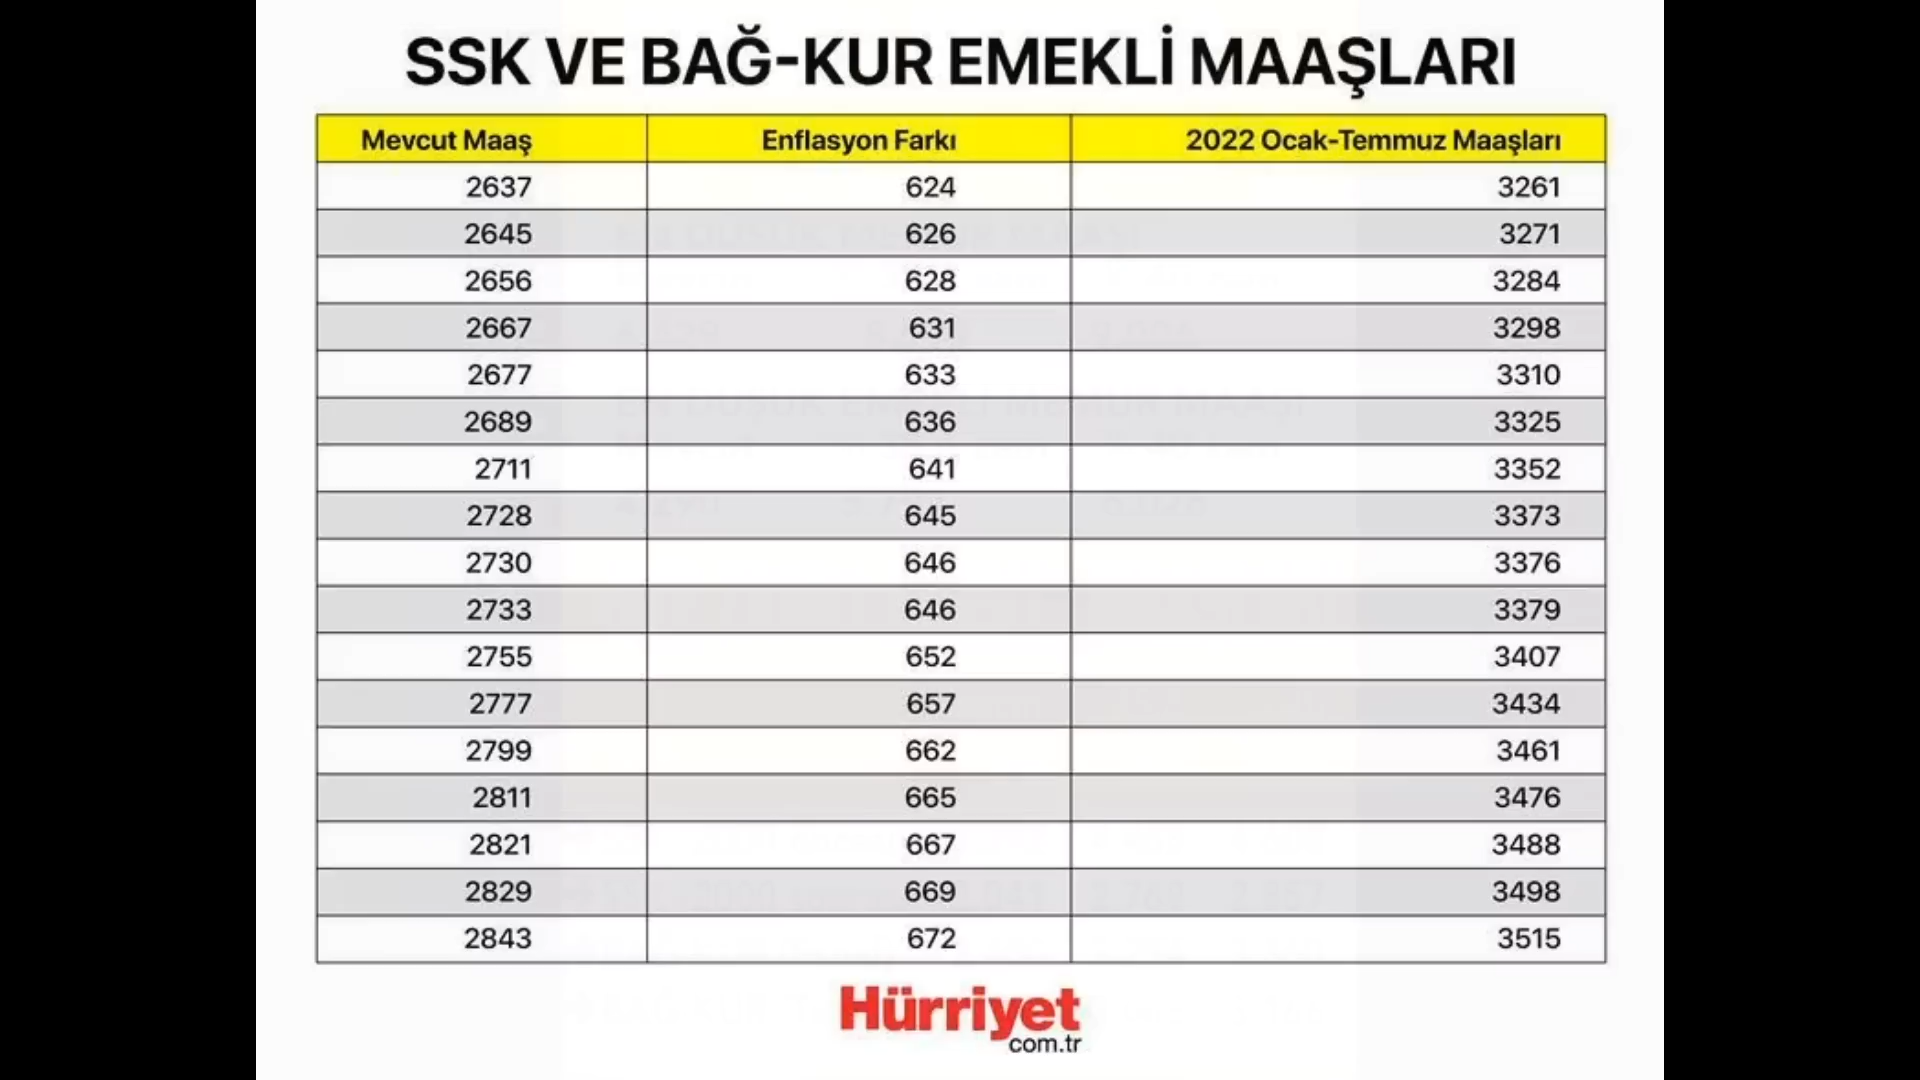 SSK VE BAĞ-KUR EMEKLİ MAAŞLARI
Mevcut Maaş Enflasyon Farkı 2022 Ocak-Temmuz Maaşları
2637 624 3261
2645 626 3271
2656 628 3284
2667 631 3298
2677 633 3310
2689 636 3325
2711 641 3352
2728 645 3373
2730 646 3376
2733 646 3379
2755 652 3407
2777 657 3434
2799 662 3461
2811 665 3476
2821 667 3488
2829 669 3498
2843 672 3515
Hürriyet
com.tr